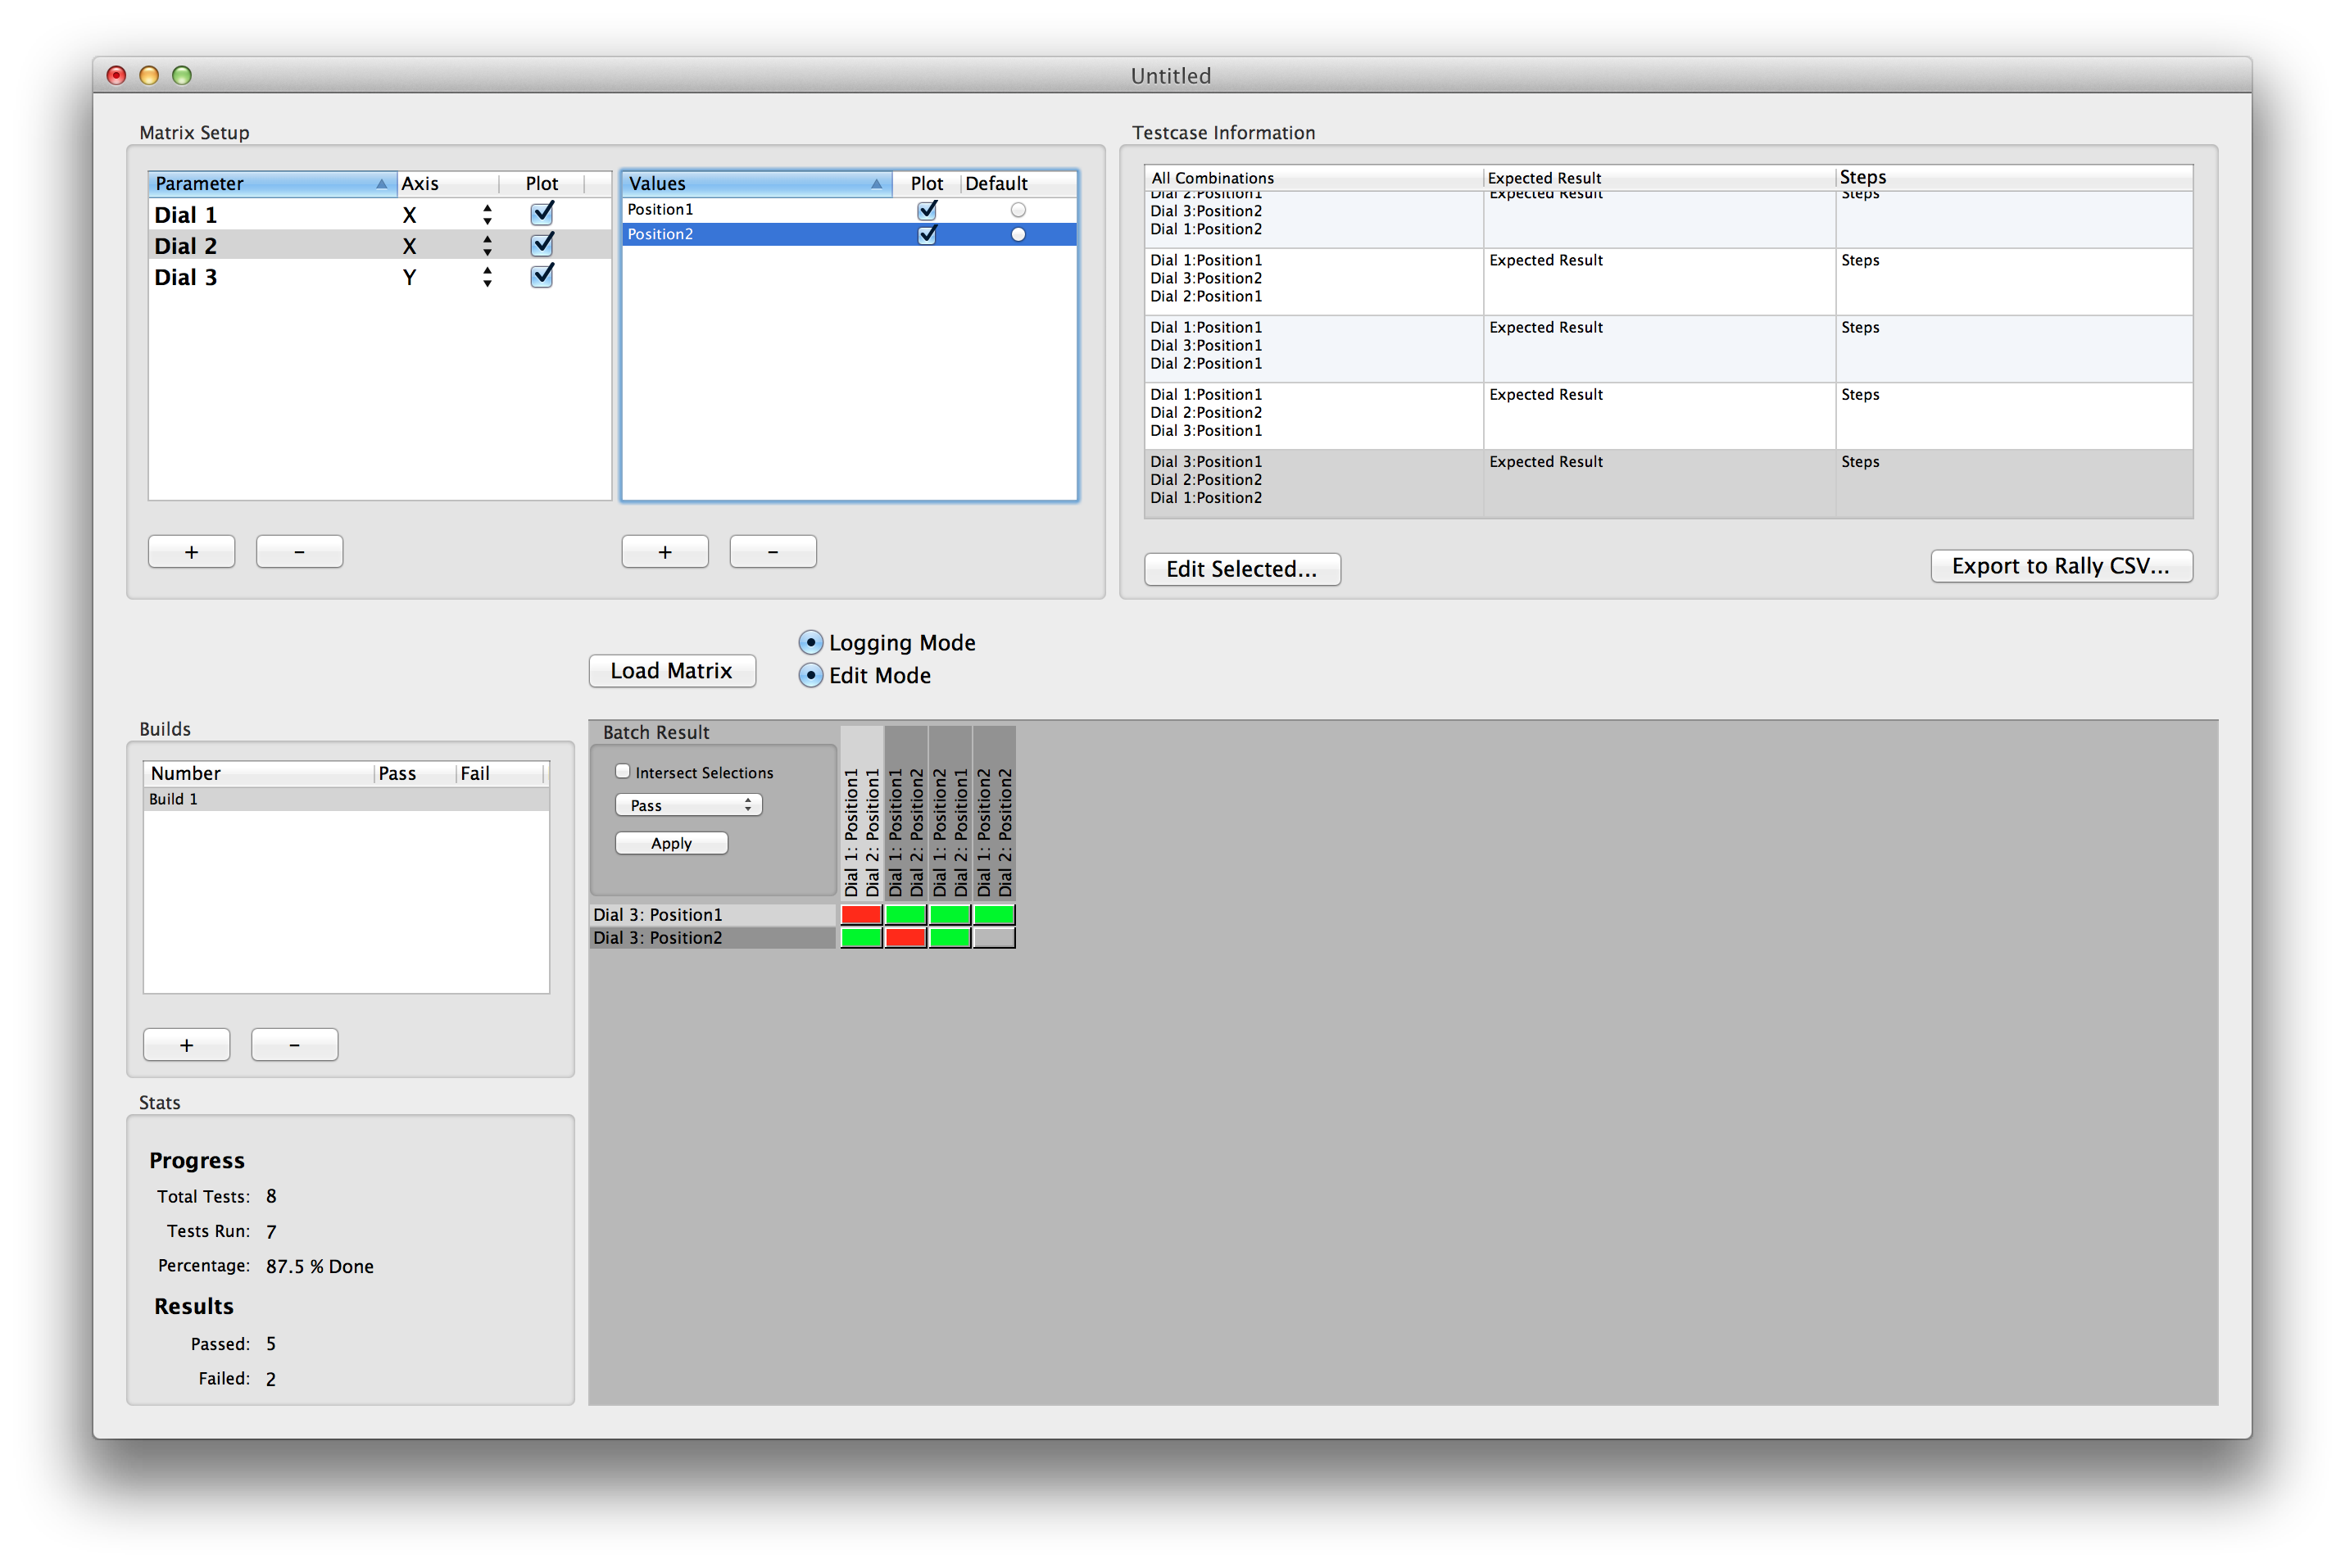 Untitled
Matrix Setup
Parameter Axis Plot
Dial 1 X
Dial 2 X
Dial 3 Y
Values Plot Default
Position1
Position2
+ -
+ -
Testcase Information
All Combinations Expected Result Steps
Dial 2:Position1 Expected Result Steps
Dial 3:Position2
Dial 1:Position2
Dial 1:Position1 Expected Result Steps
Dial 3:Position2
Dial 2:Position1
Dial 1:Position1 Expected Result Steps
Dial 3:Position1
Dial 2:Position1
Dial 1:Position1 Expected Result Steps
Dial 2:Position2
Dial 3:Position1
Dial 3:Position1 Expected Result Steps
Dial 2:Position2
Dial 1:Position2
Edit Selected...
Export to Rally CSV...
Load Matrix
Logging Mode
Edit Mode
Builds
Number Pass Fail
Build 1
+ -
Stats
Progress
Total Tests: 8
Tests Run: 7
Percentage: 87.5 % Done
Results
Passed: 5
Failed: 2
Batch Result
Intersect Selections
Pass
Apply
Dial 1: Position1
Dial 2: Position1
Dial 1: Position1
Dial 2: Position2
Dial 1: Position2
Dial 2: Position1
Dial 1: Position2
Dial 2: Position2
Dial 3: Position1
Dial 3: Position2